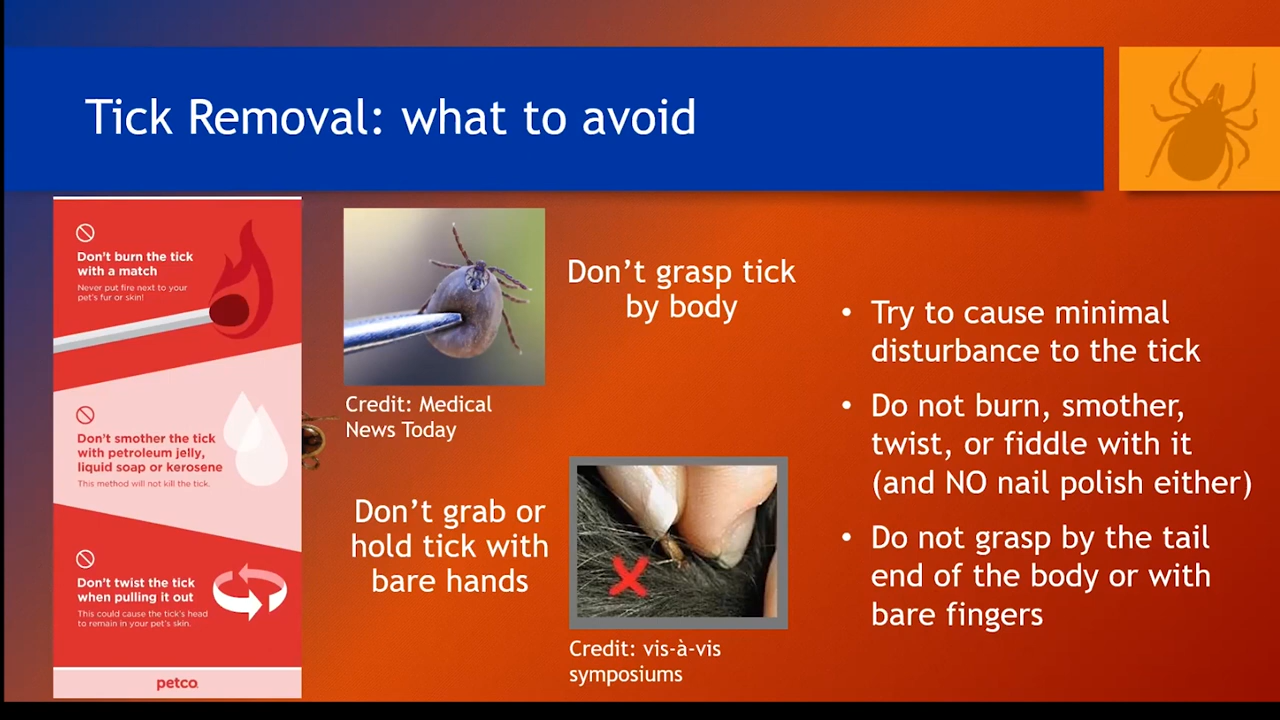 Tick Removal: what to avoid
Don't burn the tick
with a match
Never put fire next to your
pet's fur or skin!
Don't smother the tick
with petroleum jelly,
liquid soap or kerosene
This method will not kill the tick.
Don't twist the tick
when pulling it out
This could cause the tick's head
to remain in your pet's skin.
petco
Credit: Medical
News Today
Don’t grasp tick
by body
Don’t grab or
hold tick with
bare hands
Credit: vis-à-vis
symposiums
• Try to cause minimal
disturbance to the tick
• Do not burn, smother,
twist, or fiddle with it
(and NO nail polish either)
• Do not grasp by the tail
end of the body or with
bare fingers